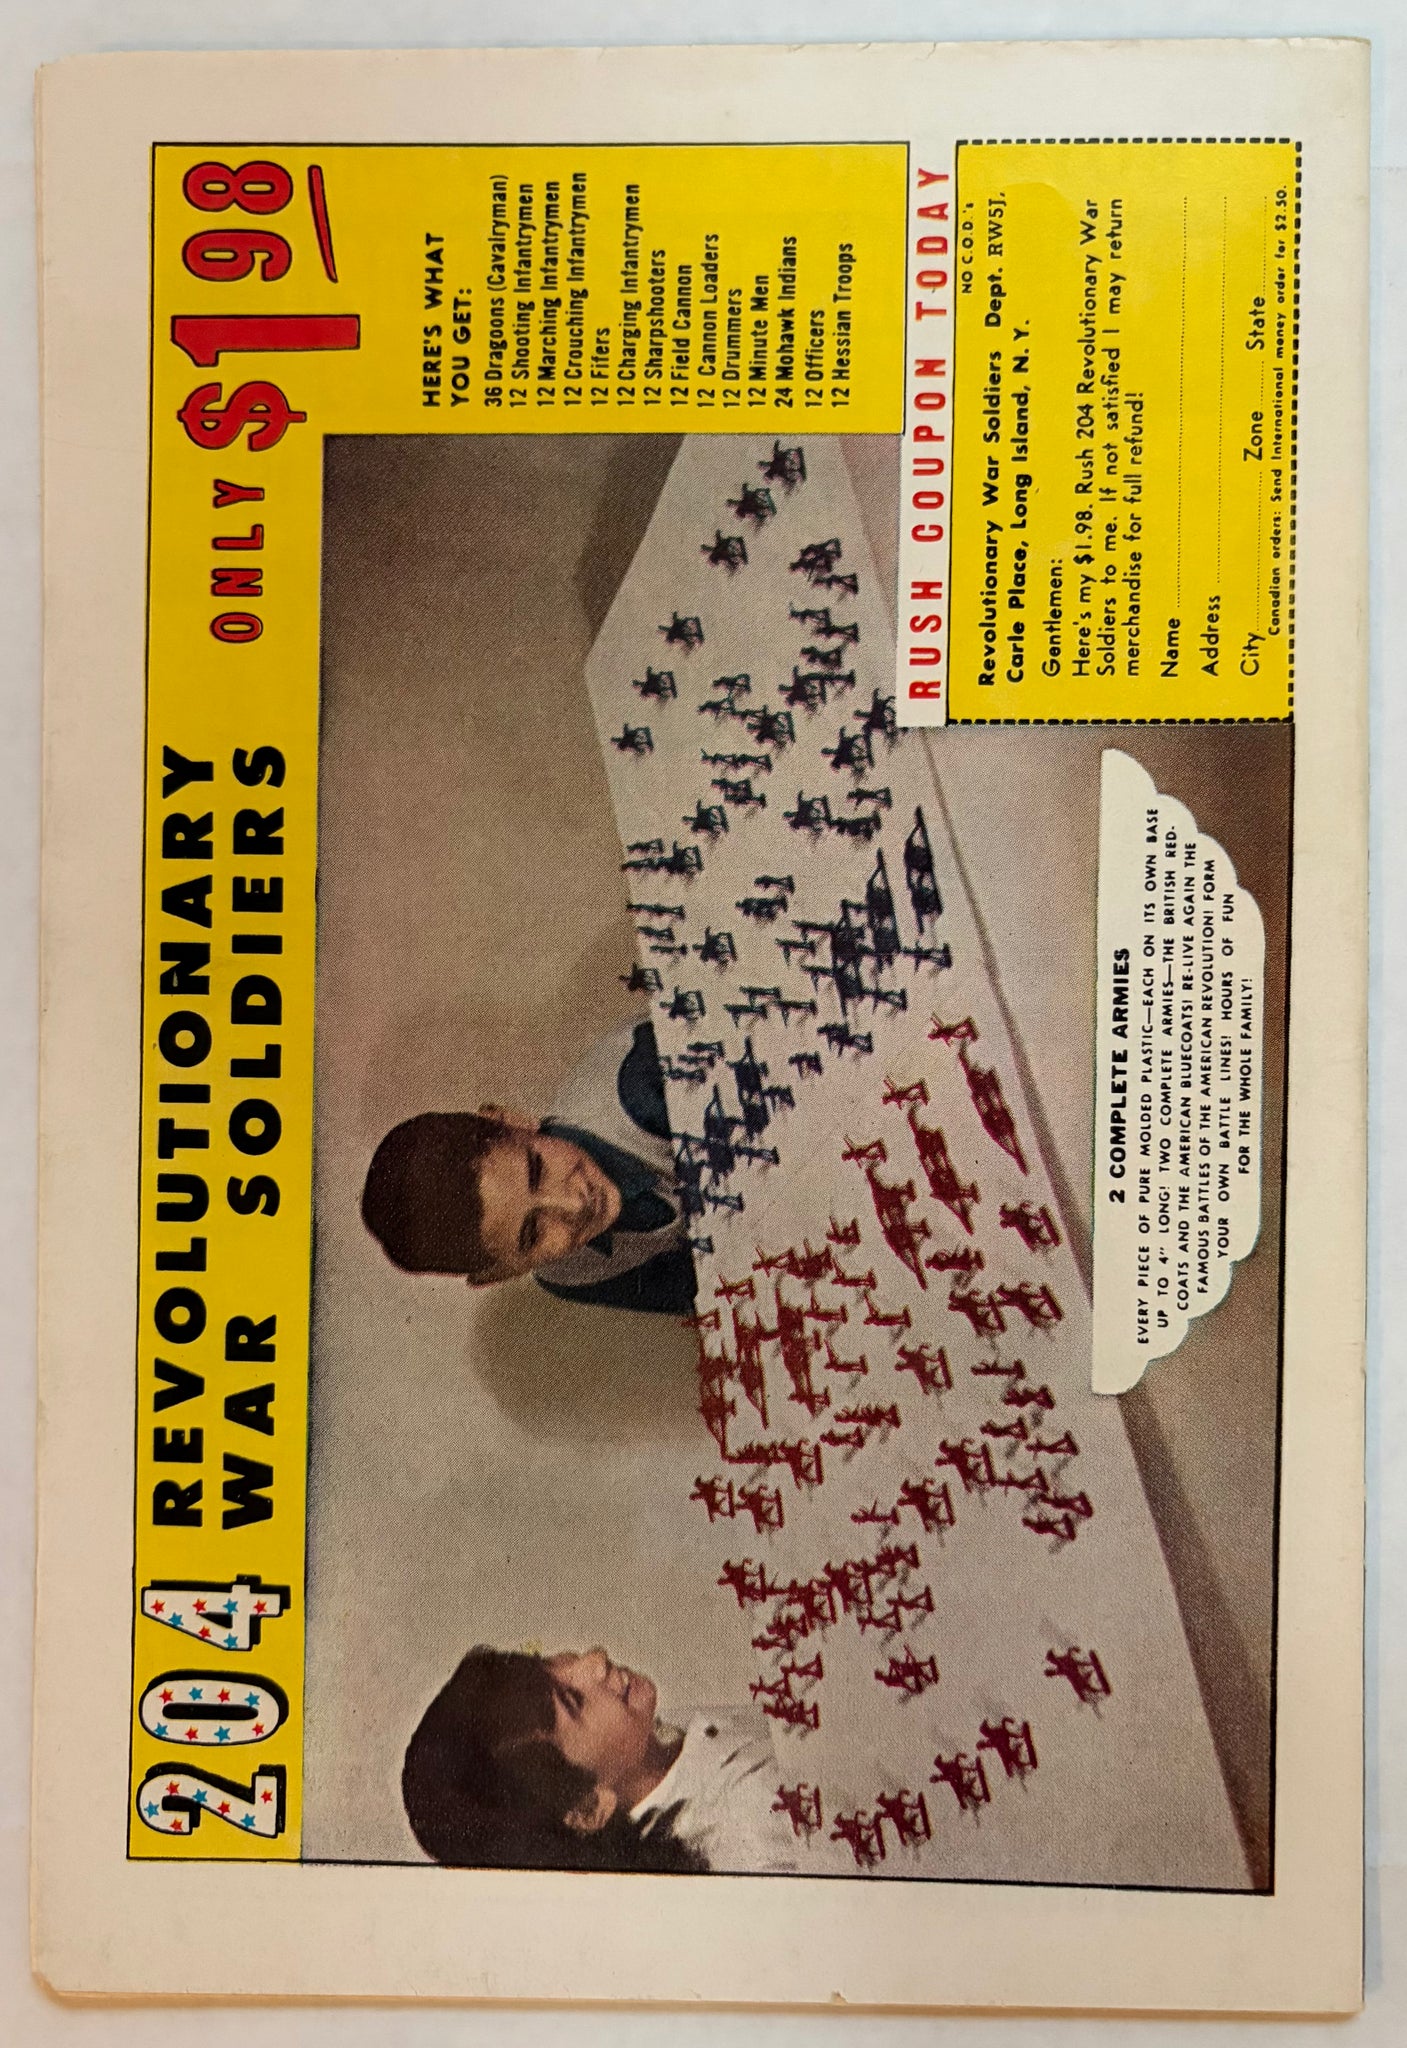 204 REVOLUTIONARY
WAR SOLDIERS
ONLY $1 98
HERE'S WHAT
YOU GET:
36 Dragoons (Cavalryman)
12 Shooting Infantrymen
12 Marching Infantrymen
12 Crouching Infantrymen
12 Fifers
12 Charging Infantrymen
12 Sharpshooters
12 Field Cannon
12 Cannon Loaders
12 Drummers
12 Minute Men
24 Mohawk Indians
12 Officers
12 Hessian Troops
2 COMPLETE ARMIES
EVERY PIECE OF PURE MOLDED PLASTIC—EACH ON ITS OWN BASE
UP TO 4" LONG! TWO COMPLETE ARMIES—THE BRITISH RED-
COATS AND THE AMERICAN BLUECOATS! RE-LIVE AGAIN THE
FAMOUS BATTLES OF THE AMERICAN REVOLUTION! FORM
YOUR OWN BATTLE LINES! HOURS OF FUN
FOR THE WHOLE FAMILY!
RUSH COUPON TODAY
NO C.O.D.'s
Revolutionary War Soldiers Dept. RW5J,
Carle Place, Long Island, N. Y.
Gentlemen:
Here's my $1.98. Rush 204 Revolutionary War
Soldiers to me. If not satisfied I may return
merchandise for full refund!
Name
Address
City Zone State
Canadian orders: Send International money order for $2.50.